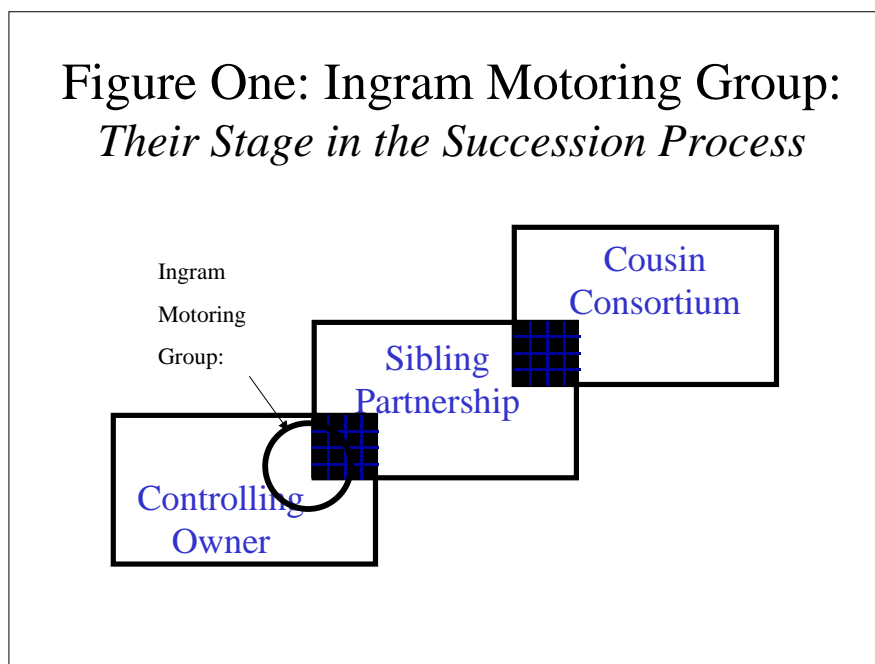 Figure One: Ingram Motoring Group:
Their Stage in the Succession Process
Ingram
Motoring
Group:
Cousin
Consortium
Sibling
Partnership
Controlling
Owner